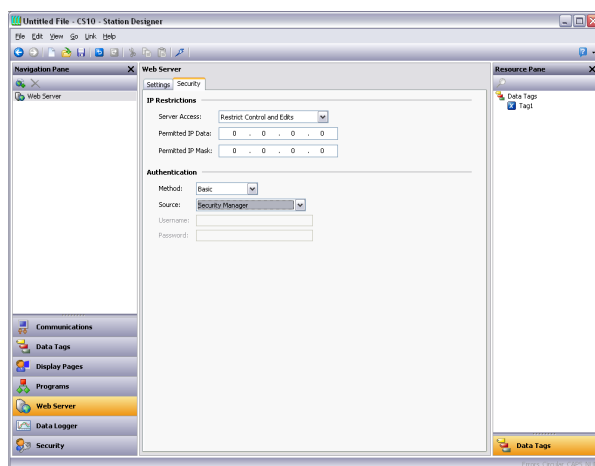 Untitled File - CS10 - Station Designer
File Edit View Go Link Help
Navigation Pane
Web Server
Resource Pane
Web Server
Settings Security
Data Tags
Tag1
IP Restrictions
Server Access: Restrict Control and Edits
Permitted IP Data: 0 . 0 . 0 . 0
Permitted IP Mask: 0 . 0 . 0 . 0
Authentication
Method: Basic
Source: Security Manager
Username:
Password:
Communications
Data Tags
Display Pages
Programs
Web Server
Data Logger
Security
Data Tags